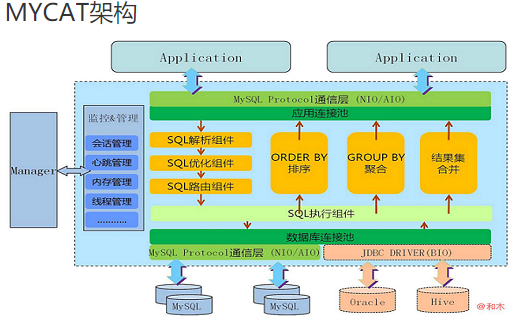 MYCAT架构
Application
Application
MySQL Protocol通信层 (NIO/AIO)
应用连接池
监控&管理
会话管理
心跳管理
内存管理
线程管理
...........
Manager
SQL解析组件
SQL优化组件
SQL路由组件
ORDER BY
排序
GROUP BY
聚合
结果集
合并
SQL执行组件
数据库连接池
MySQL Protocol通信层 (NIO/AIO)
JDBC DRIVER(BIO)
MySQL
MySQL
Oracle
Hive
@和木